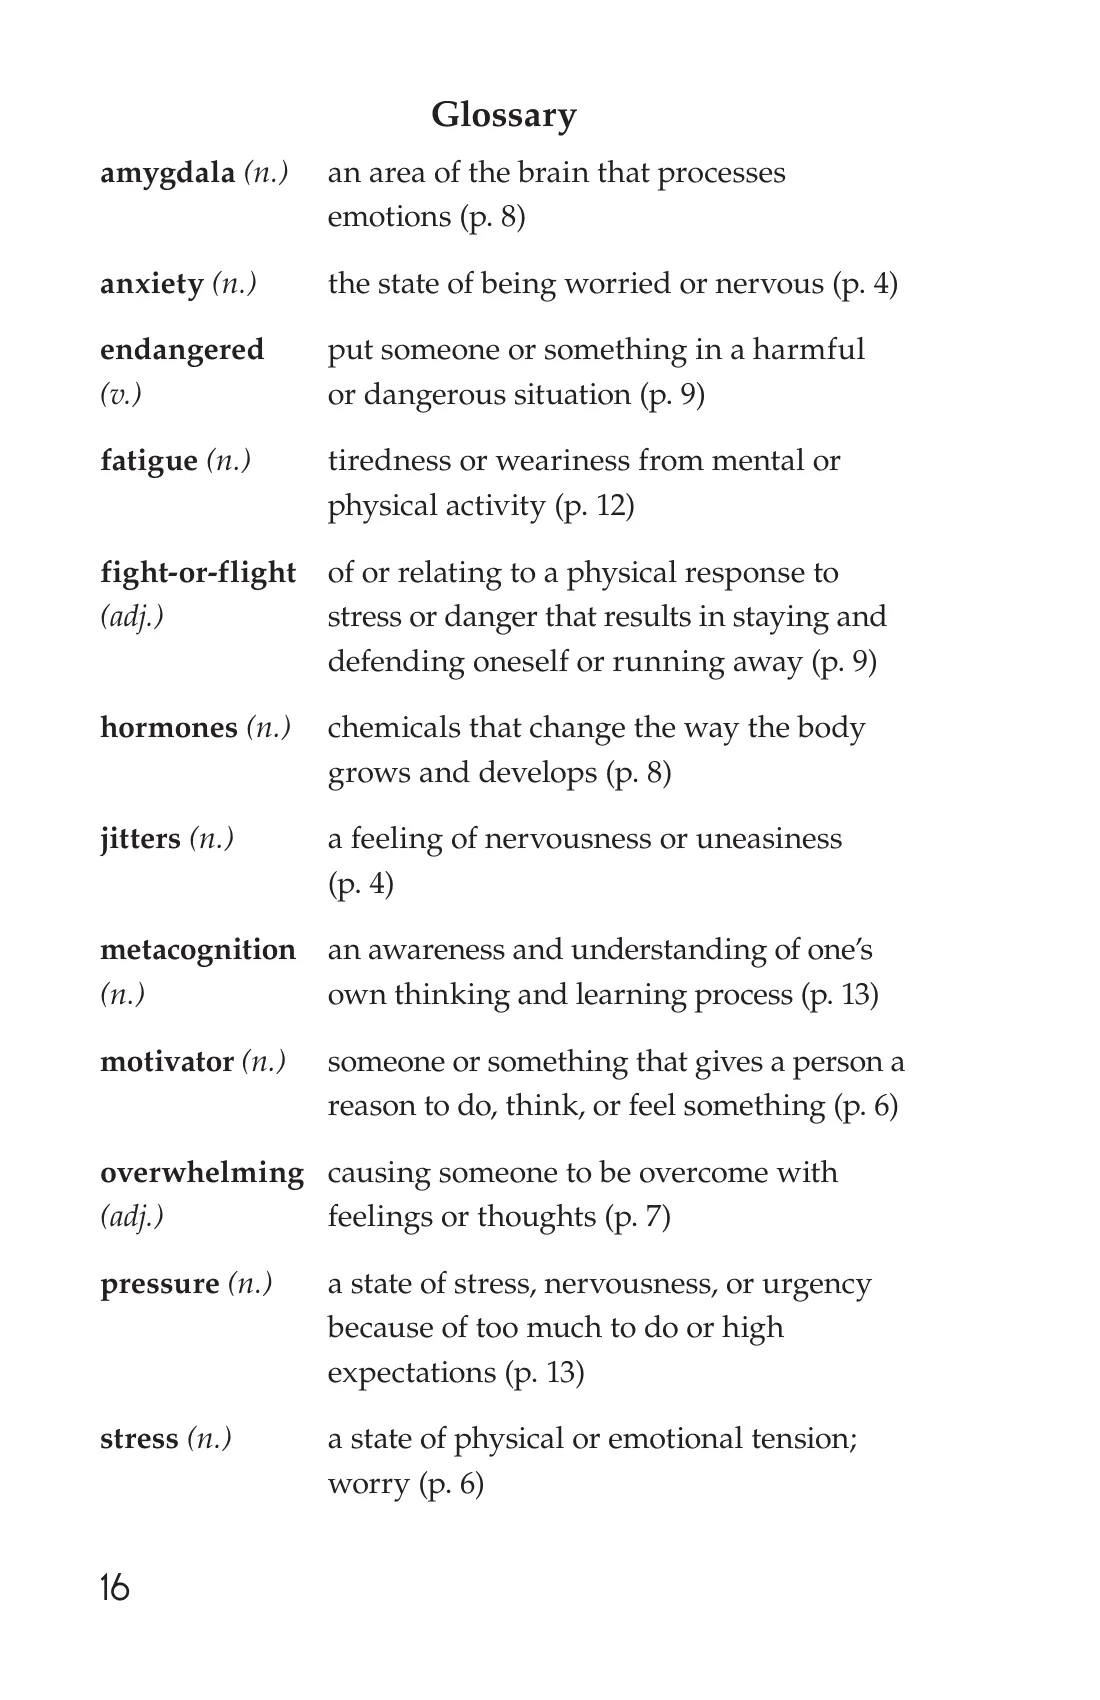 Glossary
amygdala (n.) an area of the brain that processes
emotions (p. 8)
anxiety (n.) the state of being worried or nervous (p. 4)
endangered put someone or something in a harmful
(v.) or dangerous situation (p. 9)
fatigue (n.) tiredness or weariness from mental or
physical activity (p. 12)
fight-or-flight of or relating to a physical response to
(adj.) stress or danger that results in staying and
defending oneself or running away (p. 9)
hormones (n.) chemicals that change the way the body
grows and develops (p. 8)
jitters (n.) a feeling of nervousness or uneasiness
(p. 4)
metacognition an awareness and understanding of one’s
(n.) own thinking and learning process (p. 13)
motivator (n.) someone or something that gives a person a
reason to do, think, or feel something (p. 6)
overwhelming causing someone to be overcome with
(adj.) feelings or thoughts (p. 7)
pressure (n.) a state of stress, nervousness, or urgency
because of too much to do or high
expectations (p. 13)
stress (n.) a state of physical or emotional tension;
worry (p. 6)
16